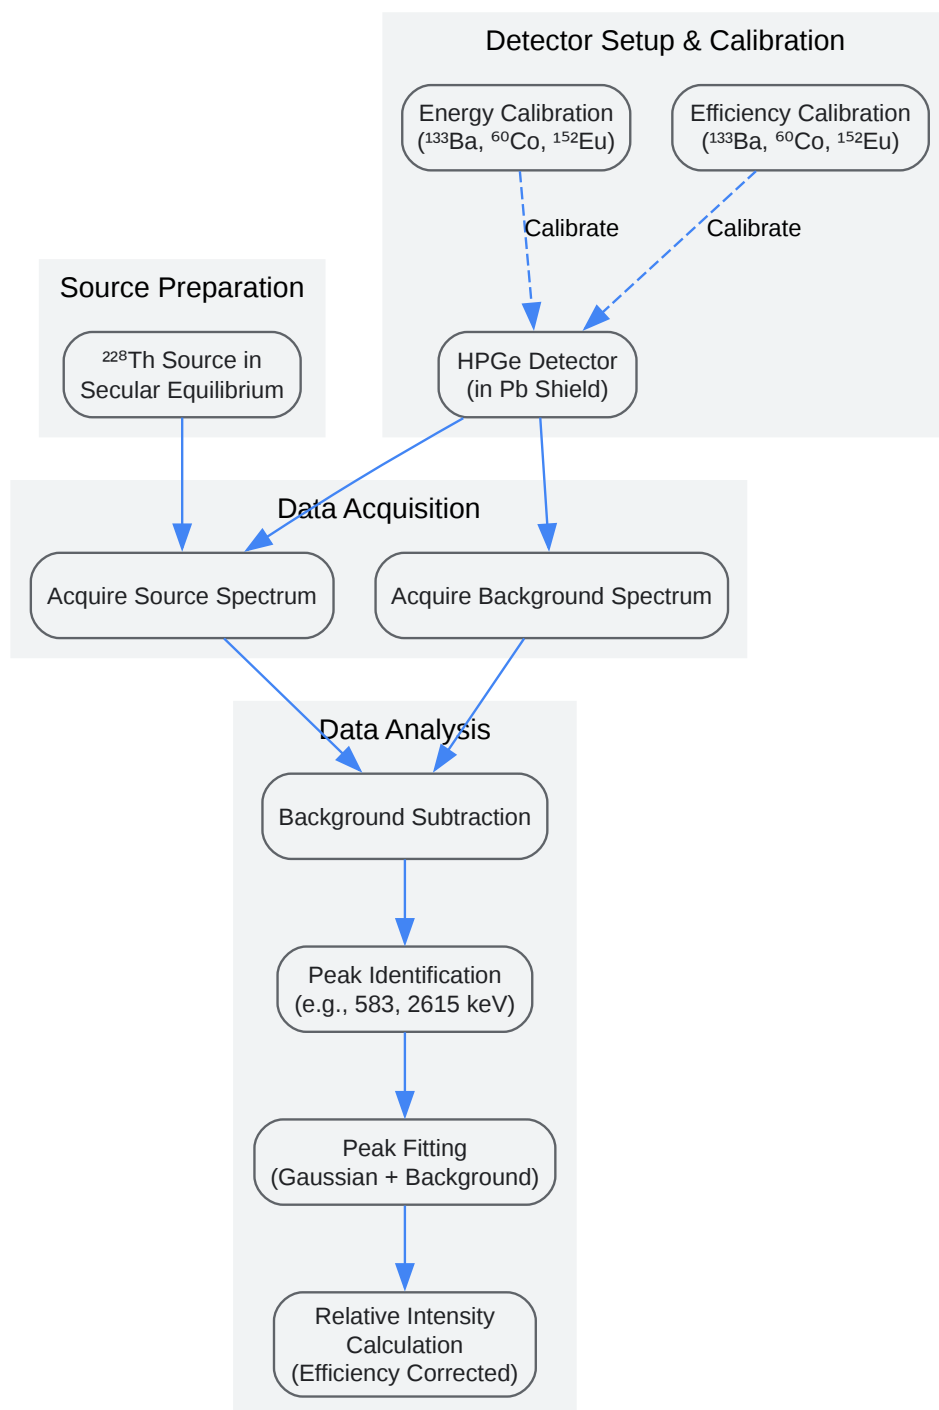 Detector Setup & Calibration
Energy Calibration
(¹³³Ba, ⁶⁰Co, ¹⁵²Eu)
Efficiency Calibration
(¹³³Ba, ⁶⁰Co, ¹⁵²Eu)
Calibrate
Calibrate
Source Preparation
²²⁸Th Source in
Secular Equilibrium
HPGe Detector
(in Pb Shield)
Data Acquisition
Acquire Source Spectrum
Acquire Background Spectrum
Data Analysis
Background Subtraction
Peak Identification
(e.g., 583, 2615 keV)
Peak Fitting
(Gaussian + Background)
Relative Intensity
Calculation
(Efficiency Corrected)